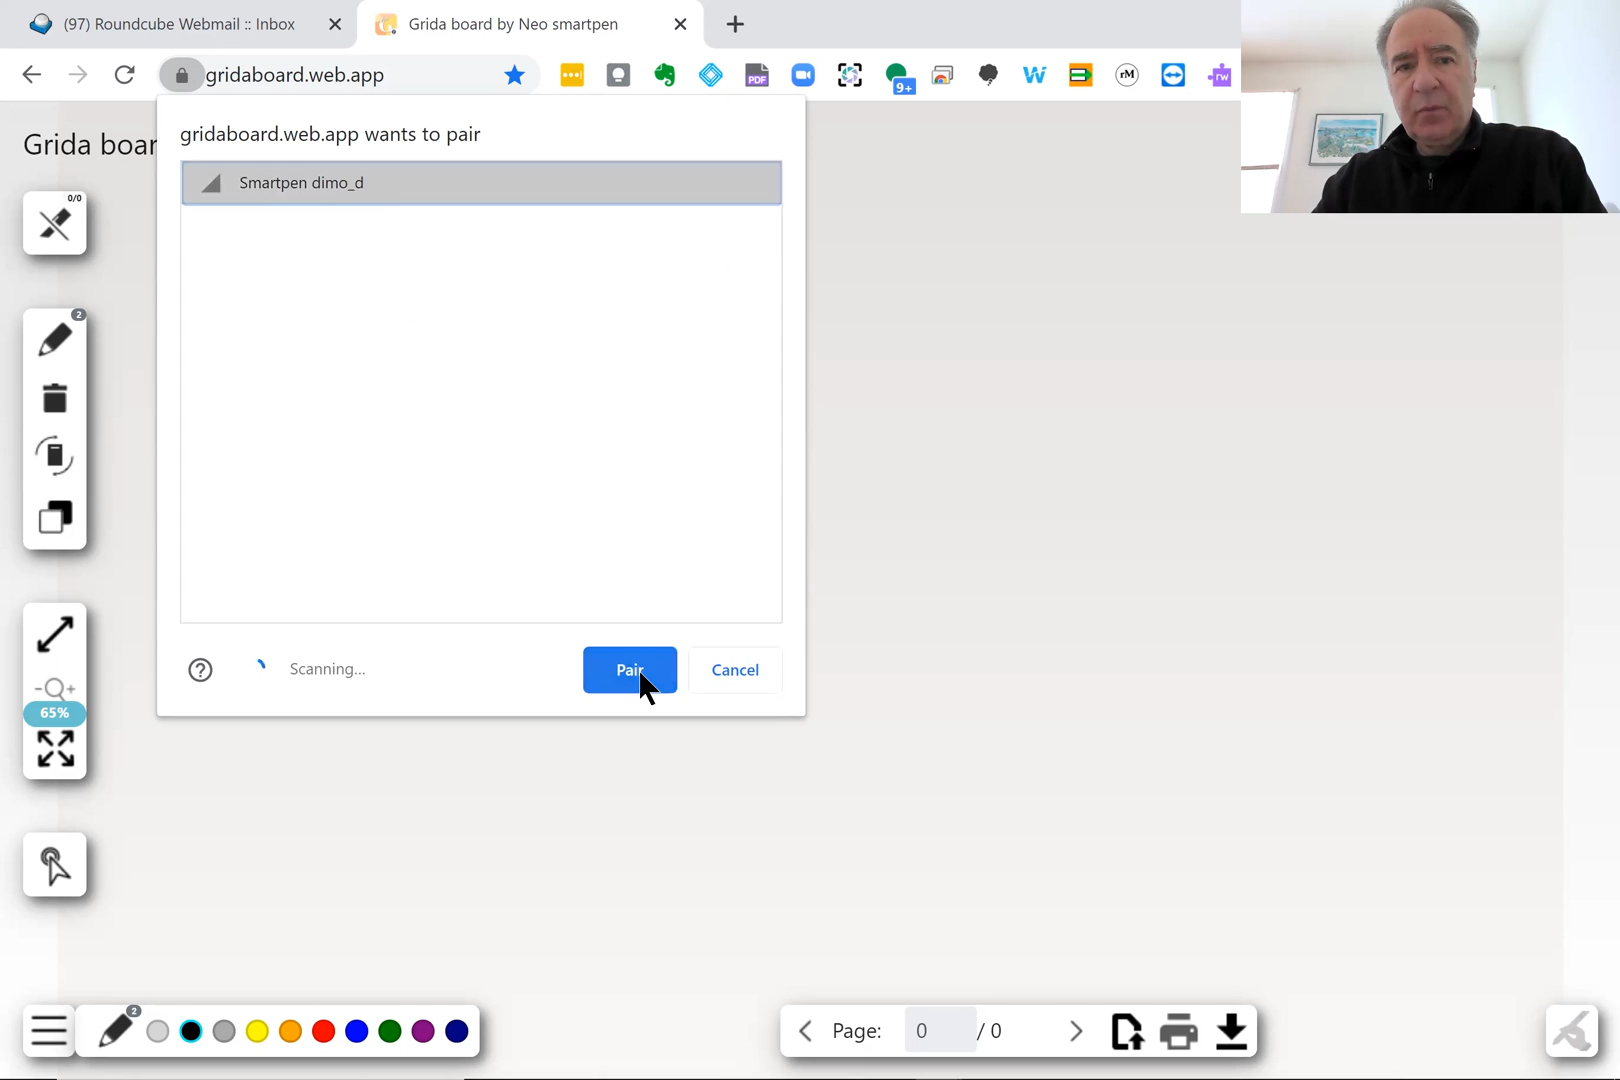 (97) Roundcube Webmail :: Inbox
Grida board by Neo smartpen
gridaboard.web.app
PDF
9+
W
rM
rw
gridaboard.web.app wants to pair
Grida boar
Smartpen dimo_d
0/0
2
Scanning...
Pair
Cancel
-Q+
65%
2
Page:
0
/ 0